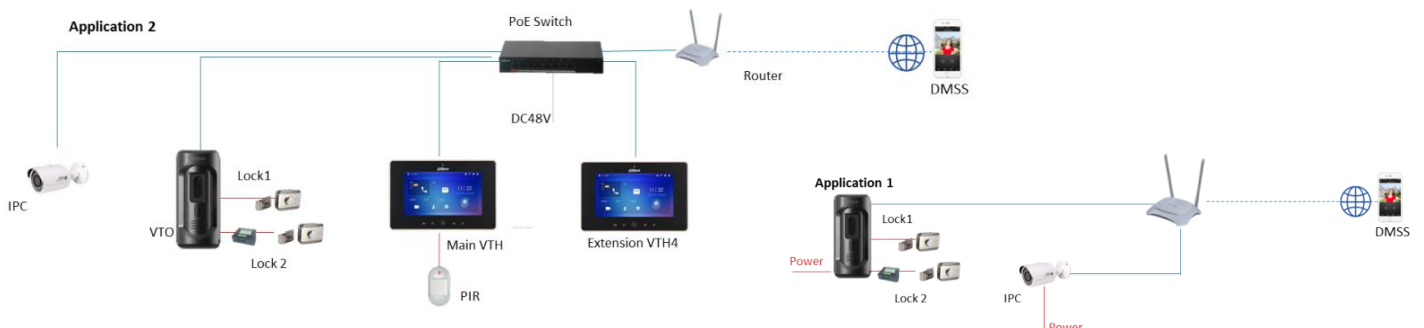 Application 2
PoE Switch
Router
DMSS
DC48V
IPC
VTO
Lock1
Lock 2
Main VTH
......
Extension VTH4
PIR
Application 1
Lock1
Power
Lock 2
IPC
Power
DMSS